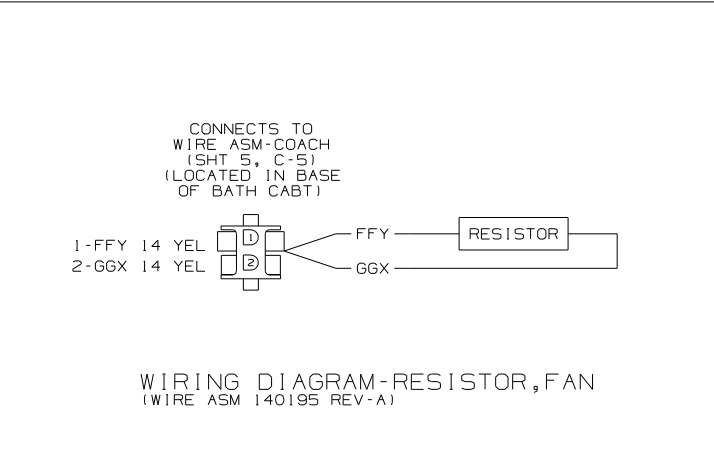 CONNECTS TO
WIRE ASM-COACH
(SHT 5, C-5)
(LOCATED IN BASE
OF BATH CABT)
1-FFY 14 YEL
2-GGX 14 YEL
1
2
FFY
GGX
RESISTOR
WIRING DIAGRAM-RESISTOR,FAN
(WIRE ASM 140195 REV-A)